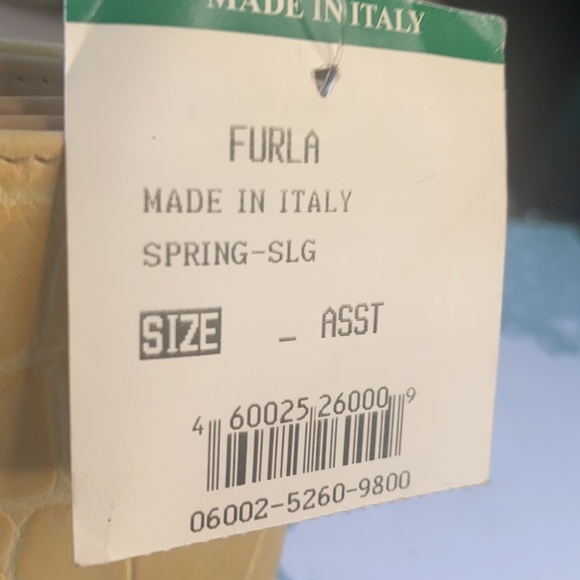 MADE IN ITALY
FURLA
MADE IN ITALY
SPRING-SLG
SIZE _ ASST
4 60025 26000 9
06002-5260-9800